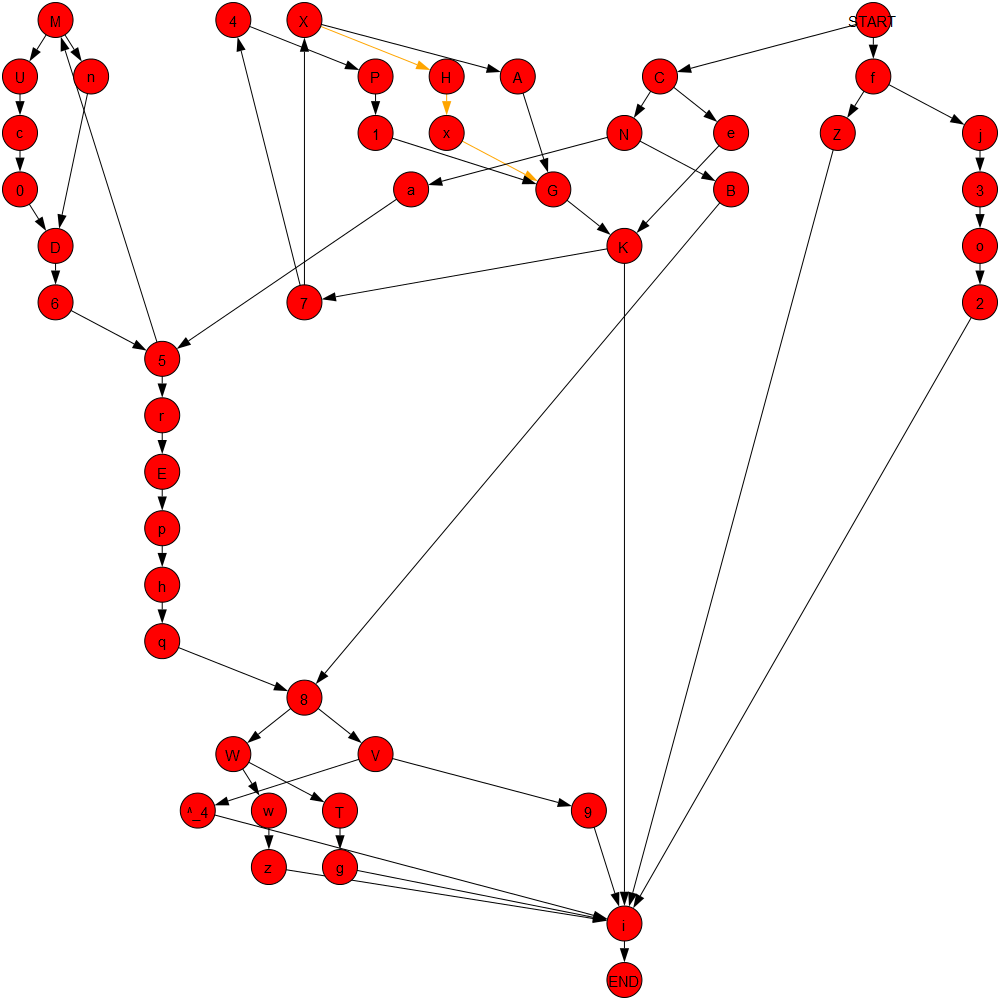 M 4 X START
U n P H A C f
c 1 x N e Z j
0 a G B 3
D K o
6 7 2
5
r
E
p
h
q
8
W V
^_4 w T 9
z g
i
END